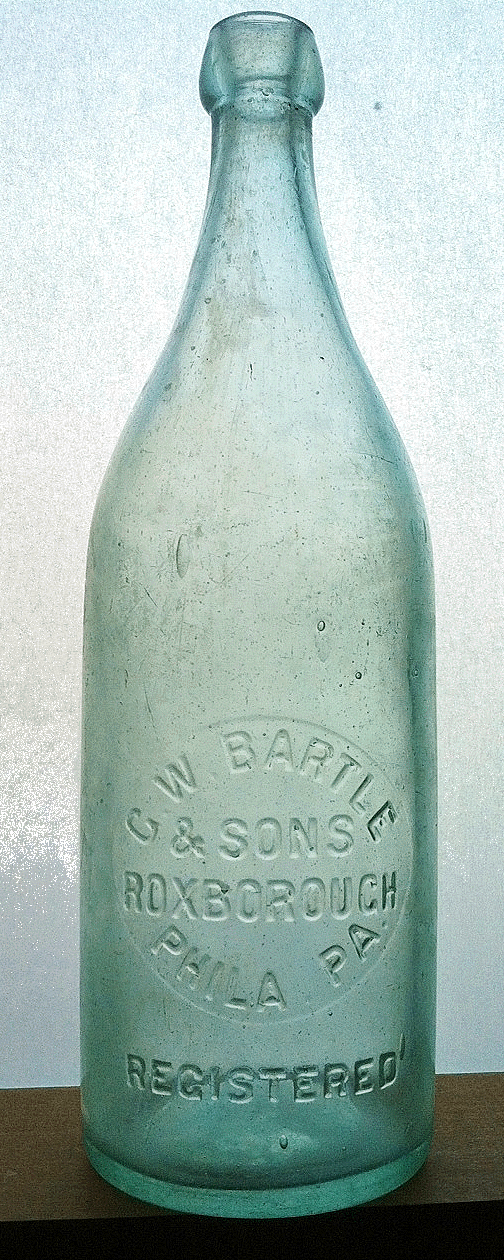 C W. BARTLE
& SONS
ROXBOROUGH
PHILA PA.
REGISTERED